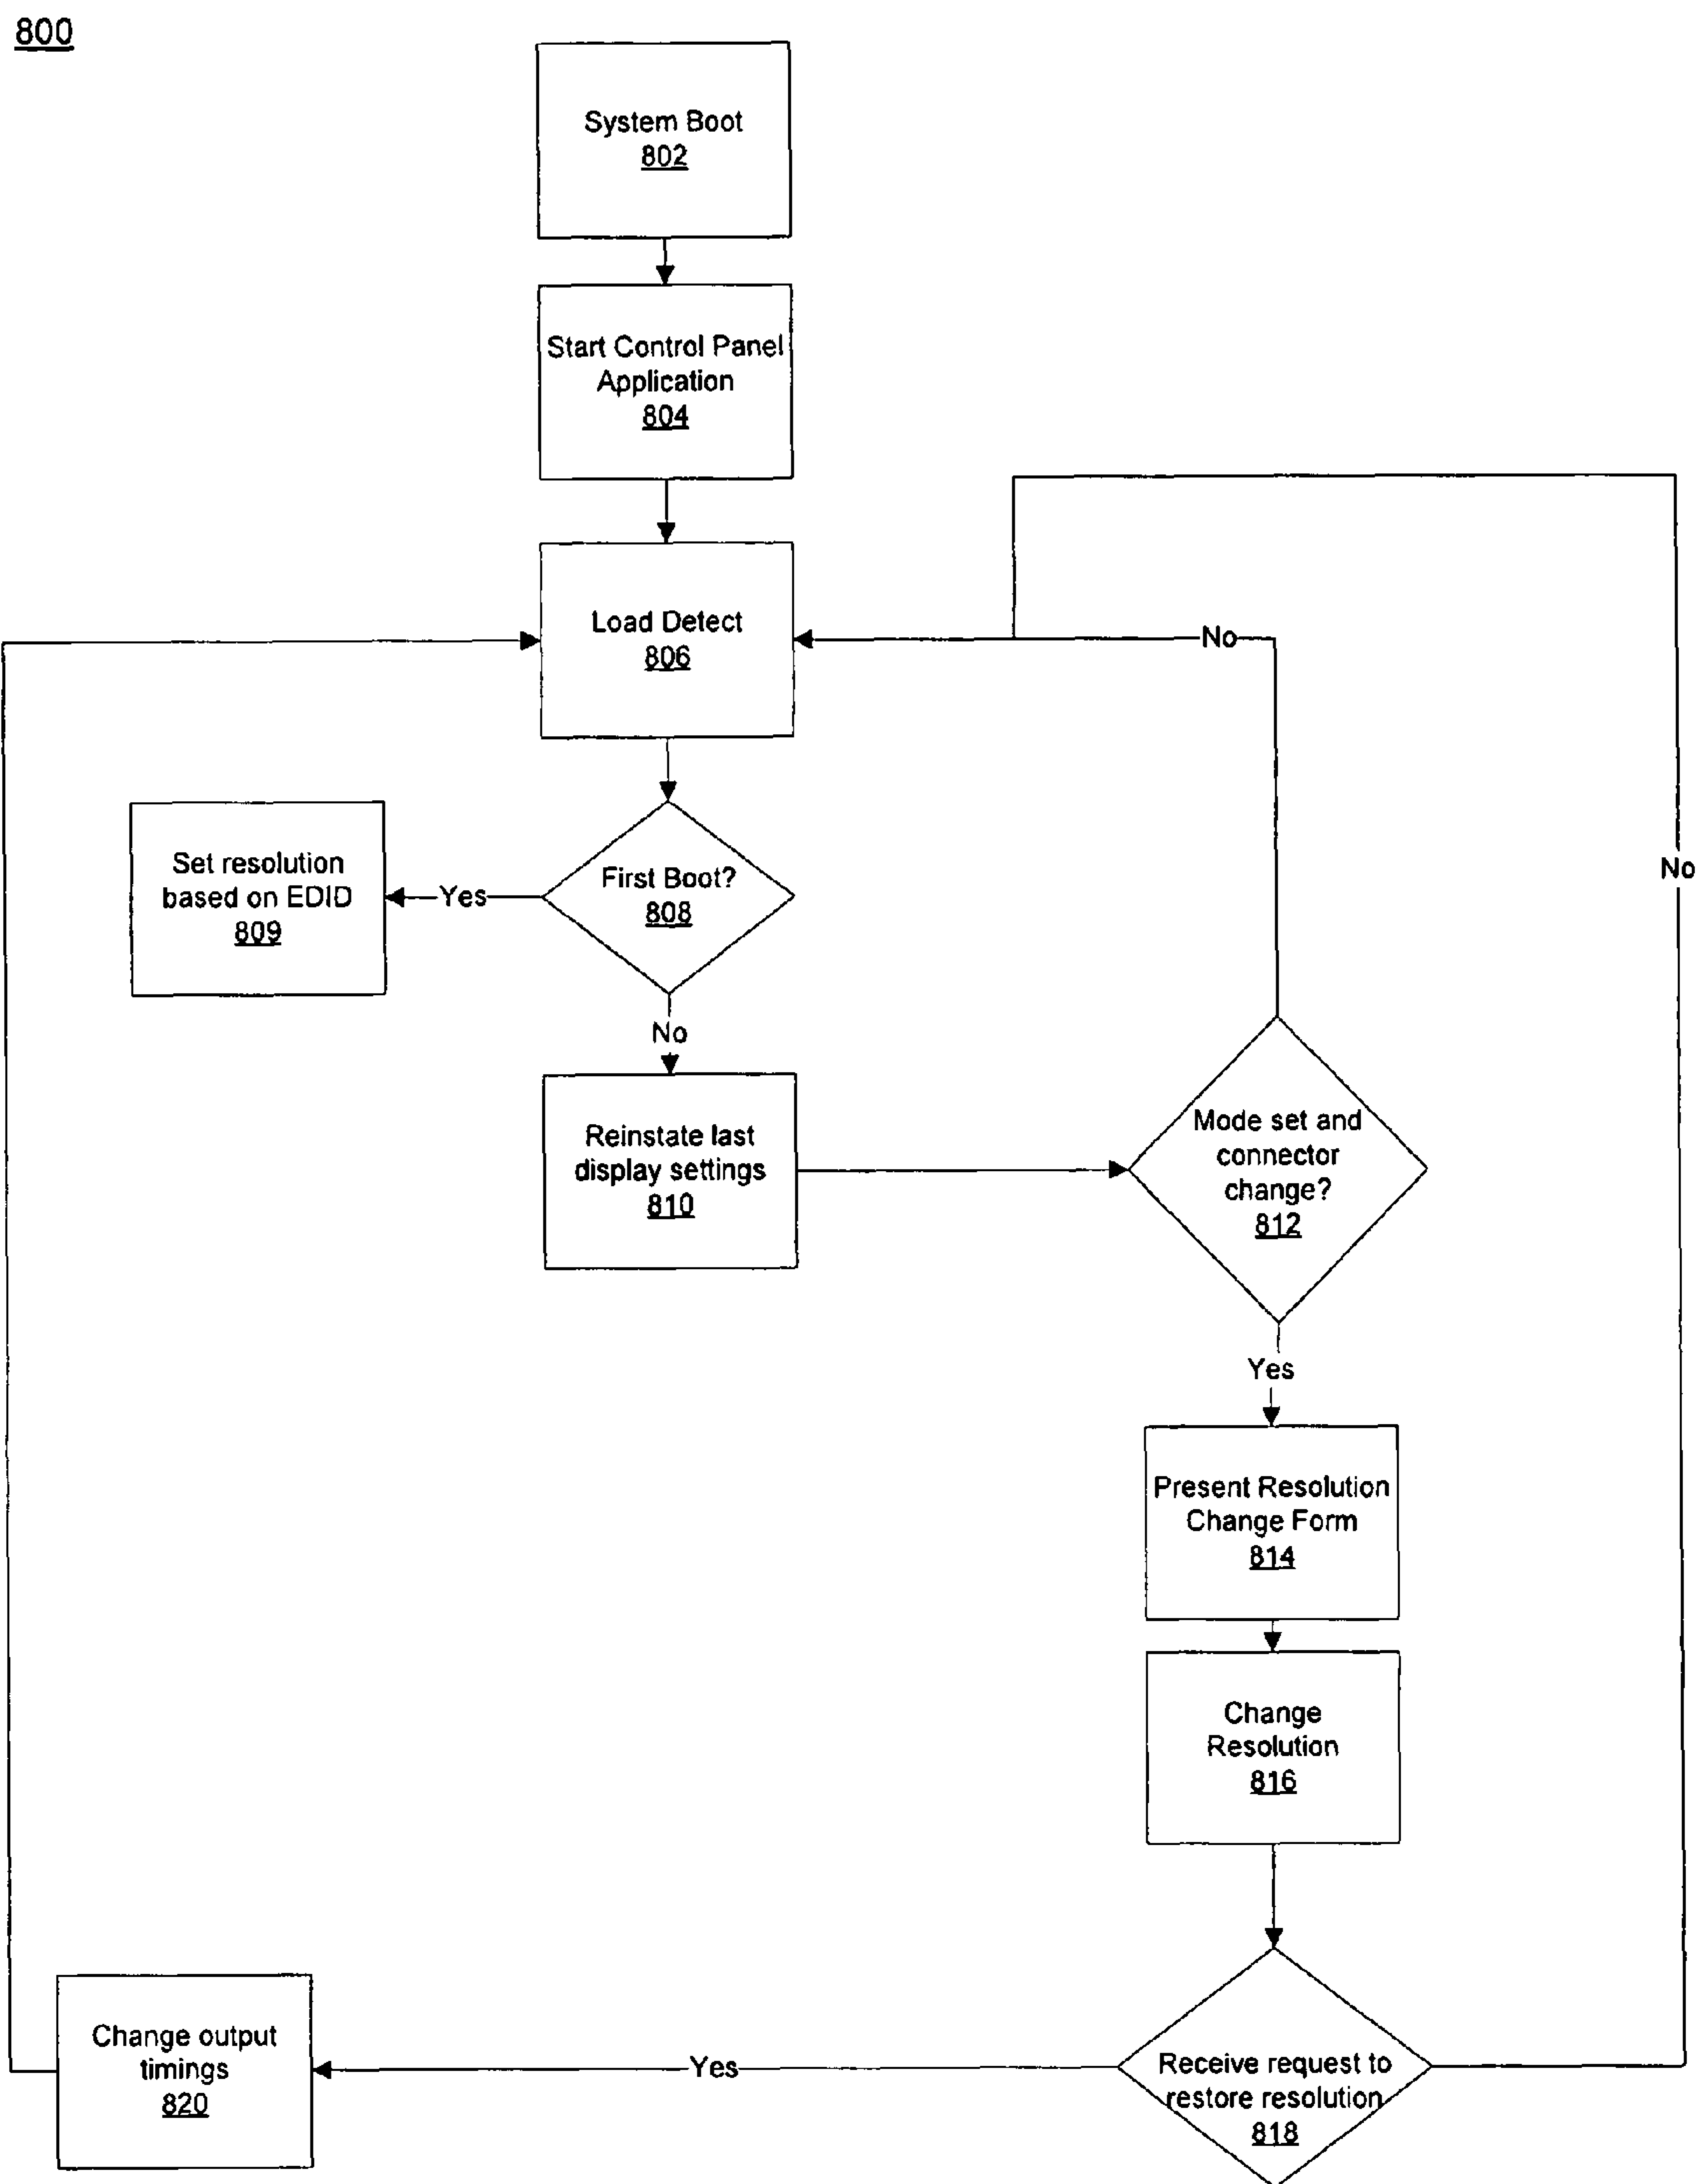 800
System Boot
802
Start Control Panel
Application
804
Load Detect
806
No
Set resolution
based on EDID
809
Yes
First Boot?
808
No
No
Reinstate last
display settings
810
Mode set and
connector
change?
812
Yes
Present Resolution
Change Form
814
Change
Resolution
816
Change output
timings
820
Yes
Receive request to
restore resolution
818